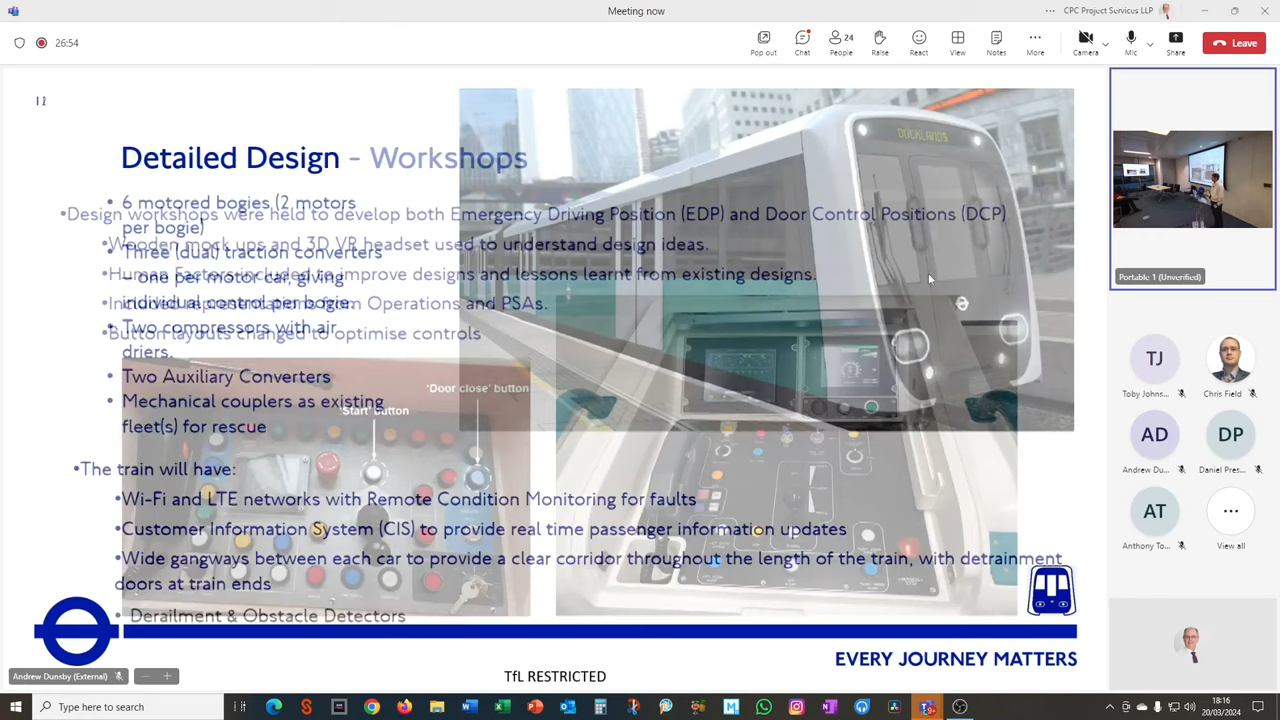 Meeting now
CPC Project Services LLP
26:54
Pop out
Chat
24
People
Raise
React
View
Notes
More
Camera
Mic
Share
Leave
Detailed Design - Workshops
DOCKLANDS
• 6 motored bogies (2 motors
per bogie)
•Design workshops were held to develop both Emergency Driving Position (EDP) and Door Control Positions (DCP)
•Wooden mock ups and 3D VR headset used to understand design ideas.
• Three (dual) traction converters
– one per motor car, giving
individual control per bogie.
•Human Factors included to improve designs and lessons learnt from existing designs.
•Included representations from Operations and PSAs.
• Two compressors with air
driers.
•Button layouts changed to optimise controls
• Two Auxiliary Converters
• Mechanical couplers as existing
fleet(s) for rescue
'Door close' button
'Start' button
•The train will have:
•Wi-Fi and LTE networks with Remote Condition Monitoring for faults
•Customer Information System (CIS) to provide real time passenger information updates
•Wide gangways between each car to provide a clear corridor throughout the length of the train, with detrainment
doors at train ends
• Derailment & Obstacle Detectors
EVERY JOURNEY MATTERS
TfL RESTRICTED
Andrew Dunsby (External)
Portable 1 (Unverified)
TJ
Toby Johns...
Chris Field
AD
Andrew Du...
DP
Daniel Pres...
AT
Anthony To...
View all
Type here to search
18:16
20/03/2024